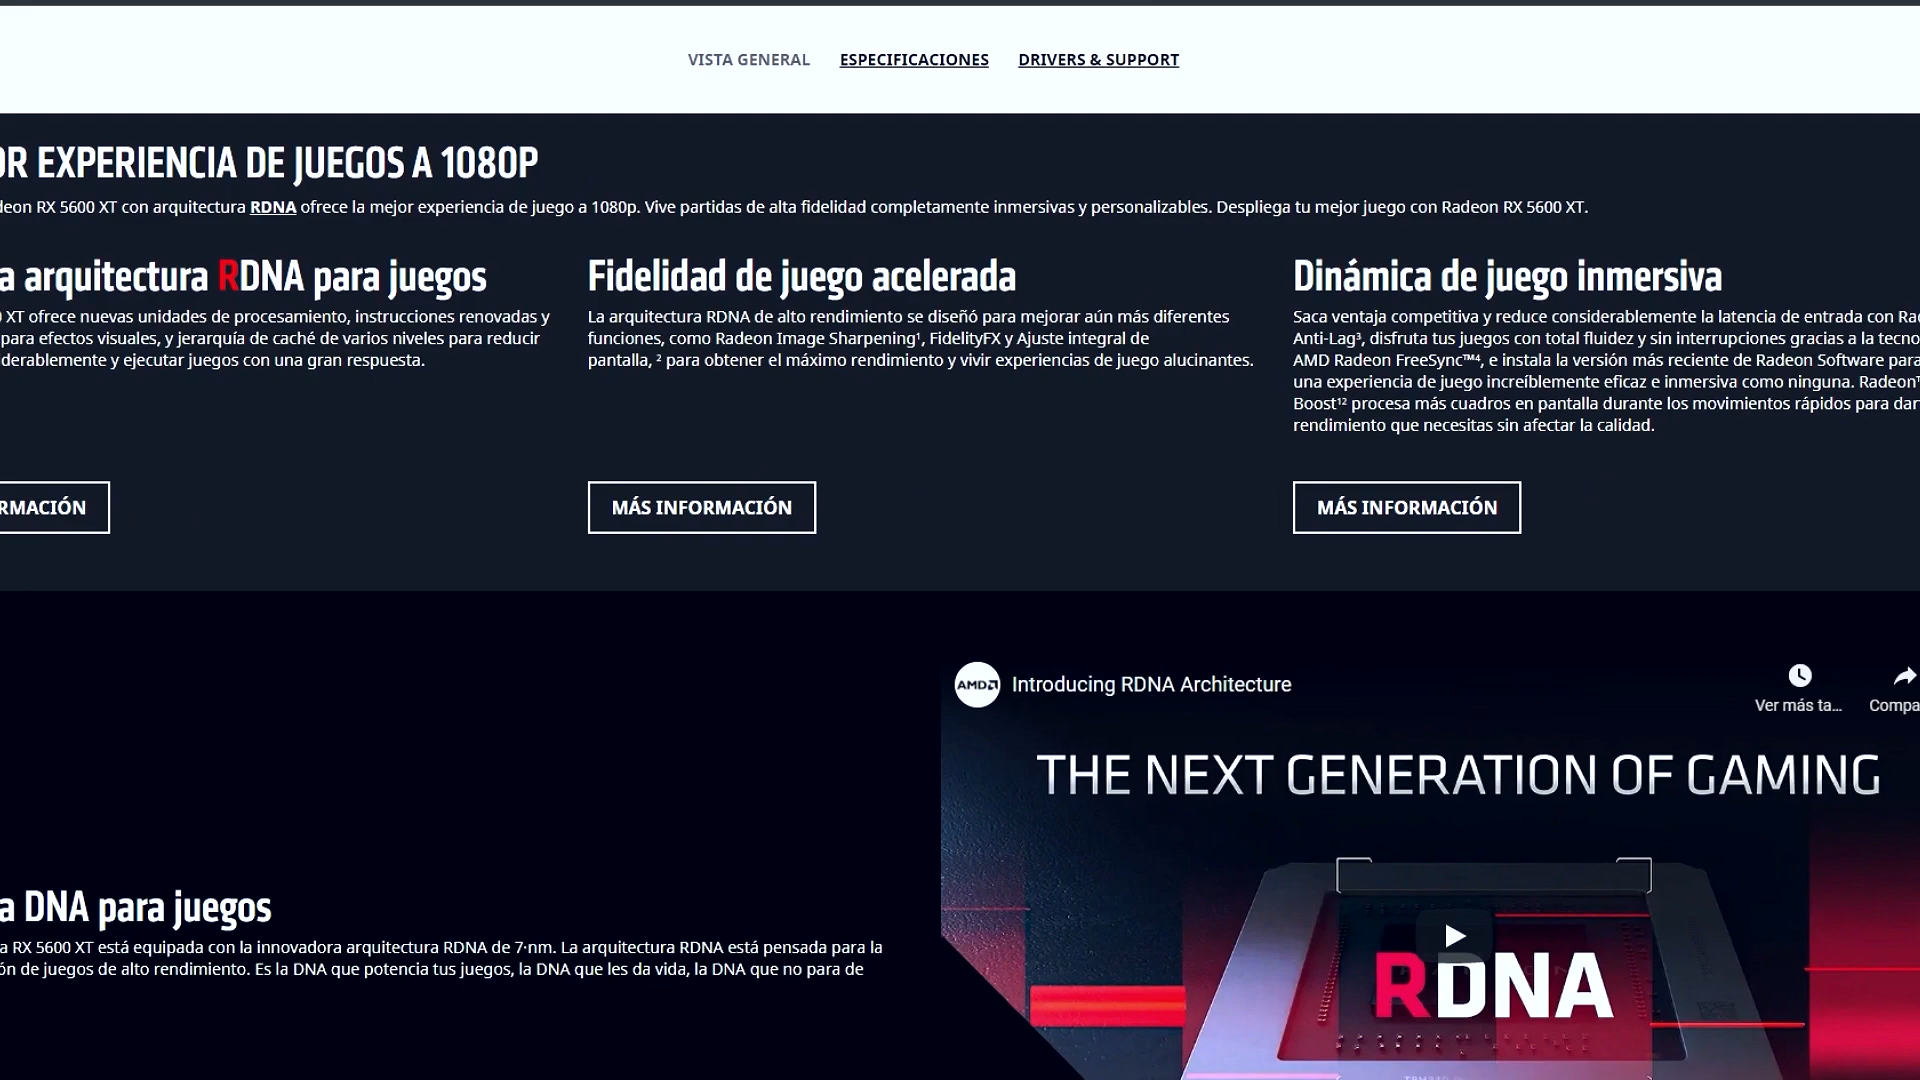 VISTA GENERAL ESPECIFICACIONES DRIVERS & SUPPORT
OR EXPERIENCIA DE JUEGOS A 1080P
deon RX 5600 XT con arquitectura RDNA ofrece la mejor experiencia de juego a 1080p. Vive partidas de alta fidelidad completamente inmersivas y personalizables. Despliega tu mejor juego con Radeon RX 5600 XT.
a arquitectura RDNA para juegos
XT ofrece nuevas unidades de procesamiento, instrucciones renovadas y
para efectos visuales, y jerarquía de caché de varios niveles para reducir
iderablemente y ejecutar juegos con una gran respuesta.
RMACIÓN
Fidelidad de juego acelerada
La arquitectura RDNA de alto rendimiento se diseñó para mejorar aún más diferentes
funciones, como Radeon Image Sharpening¹, FidelityFX y Ajuste integral de
pantalla, ² para obtener el máximo rendimiento y vivir experiencias de juego alucinantes.
MÁS INFORMACIÓN
Dinámica de juego inmersiva
Saca ventaja competitiva y reduce considerablemente la latencia de entrada con Ra
Anti-Lag³, disfruta tus juegos con total fluidez y sin interrupciones gracias a la tecno
AMD Radeon FreeSync™⁴, e instala la versión más reciente de Radeon Software para
una experiencia de juego increíblemente eficaz e inmersiva como ninguna. Radeon™
Boost¹² procesa más cuadros en pantalla durante los movimientos rápidos para dar
rendimiento que necesitas sin afectar la calidad.
MÁS INFORMACIÓN
a DNA para juegos
a RX 5600 XT está equipada con la innovadora arquitectura RDNA de 7·nm. La arquitectura RDNA está pensada para la
ón de juegos de alto rendimiento. Es la DNA que potencia tus juegos, la DNA que les da vida, la DNA que no para de
AMD Introducing RDNA Architecture
Ver más ta... Compa
THE NEXT GENERATION OF GAMING
RDNA